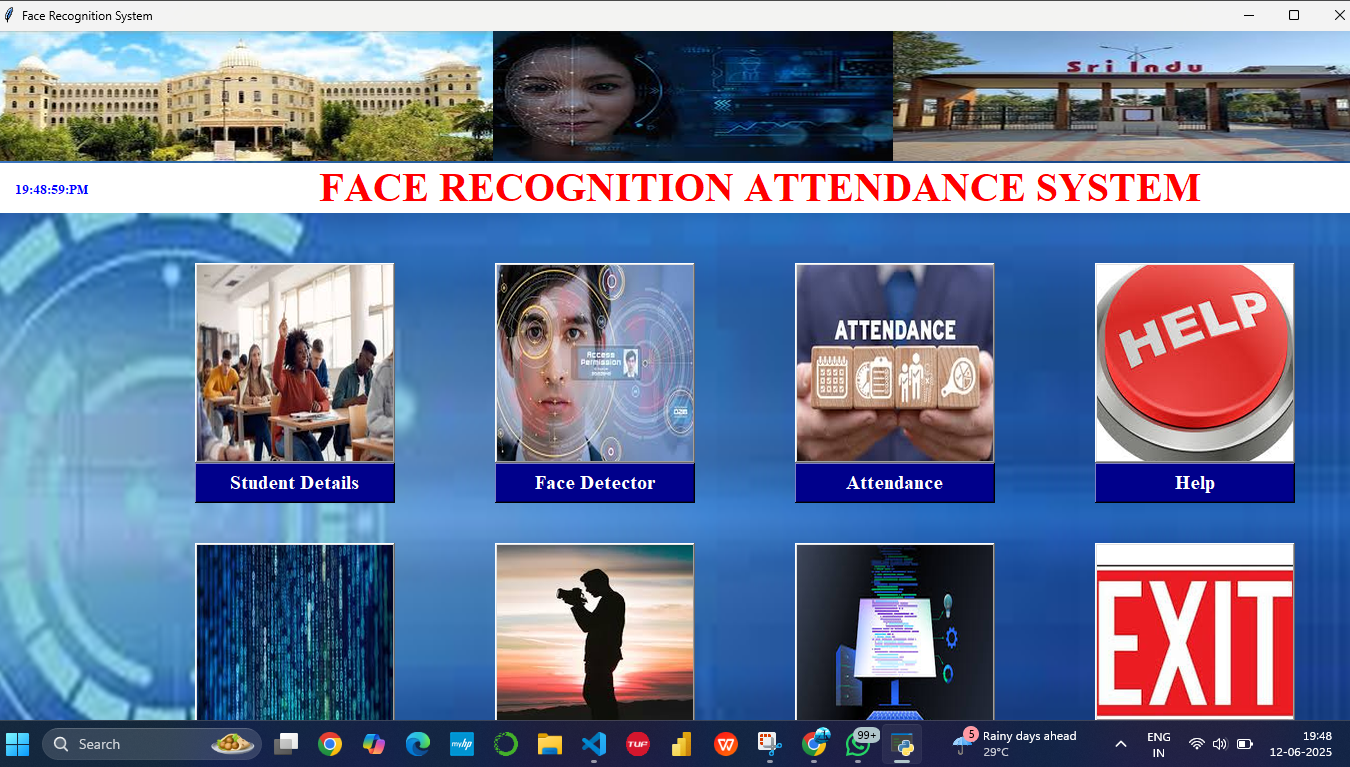 Face Recognition System
Sri Indu
19:48:59:PM
FACE RECOGNITION ATTENDANCE SYSTEM
Access
Permission
ATTENDANCE
HELP
Student Details
Face Detector
Attendance
Help
EXIT
Search
myhp
TUF
99+
5
Rainy days ahead
29°C
ENG
IN
19:48
12-06-2025